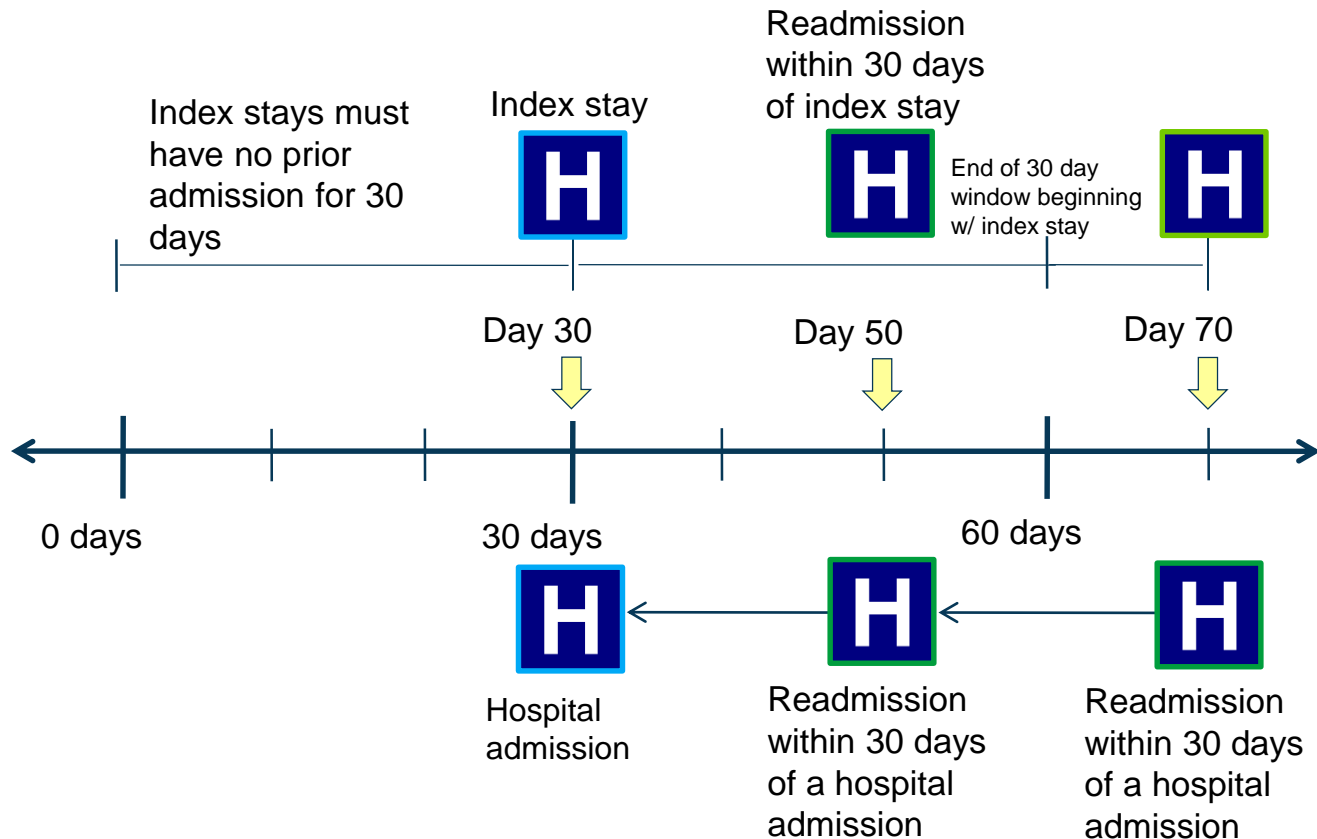 Readmission
within 30 days
of index stay
Index stays must
have no prior
admission for 30
days
Index stay
H
H
End of 30 day
window beginning
w/ index stay
H
Day 30
Day 50
Day 70
0 days
30 days
60 days
H
H
H
Hospital
admission
Readmission
within 30 days
of a hospital
admission
Readmission
within 30 days
of a hospital
admission